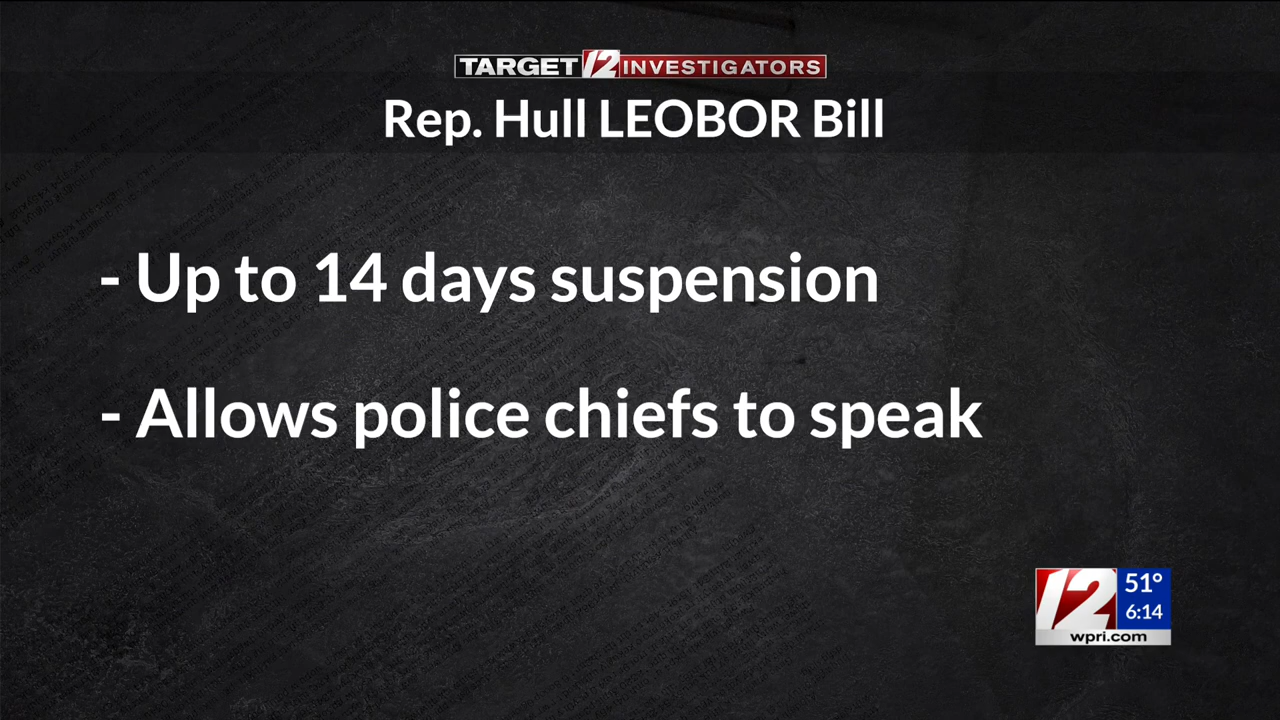 TARGET 12 INVESTIGATORS
Rep. Hull LEOBOR Bill
- Up to 14 days suspension
- Allows police chiefs to speak
12 51°
6:14
wpri.com